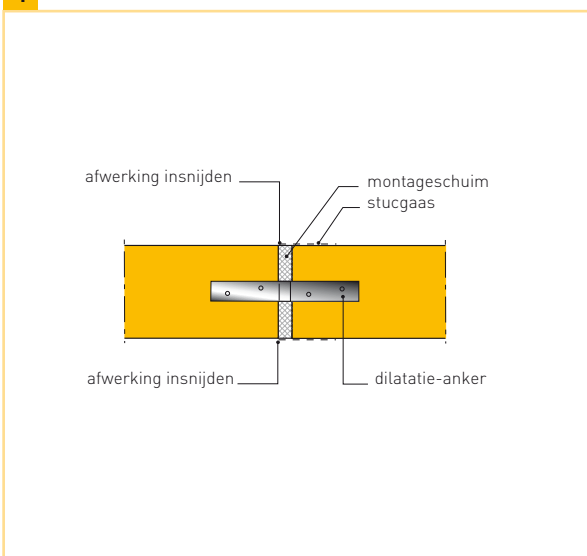 afwerking insnijden
montageschuim
stucgaas
afwerking insnijden
dilatatie-anker